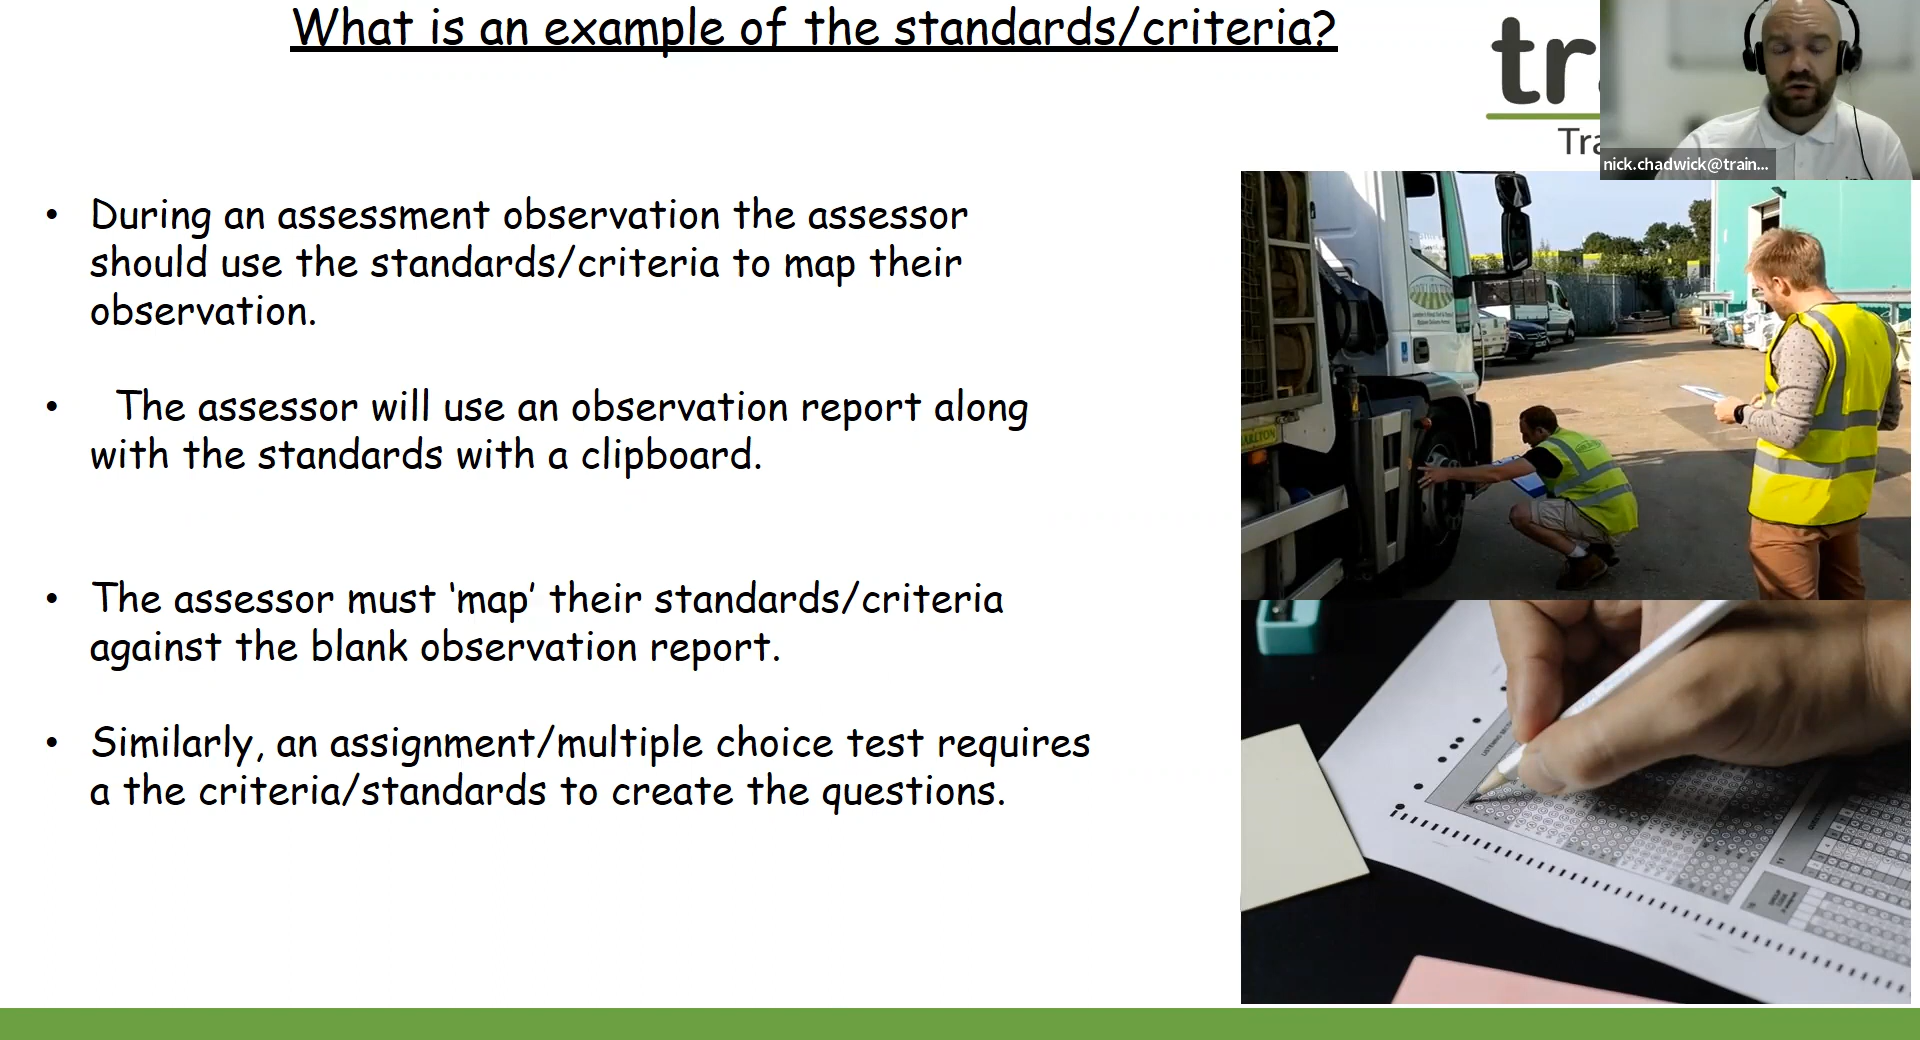 What is an example of the standards/criteria?
tr
Tra
nick.chadwick@train...
• During an assessment observation the assessor
should use the standards/criteria to map their
observation.
• The assessor will use an observation report along
with the standards with a clipboard.
• The assessor must ‘map’ their standards/criteria
against the blank observation report.
• Similarly, an assignment/multiple choice test requires
a the criteria/standards to create the questions.